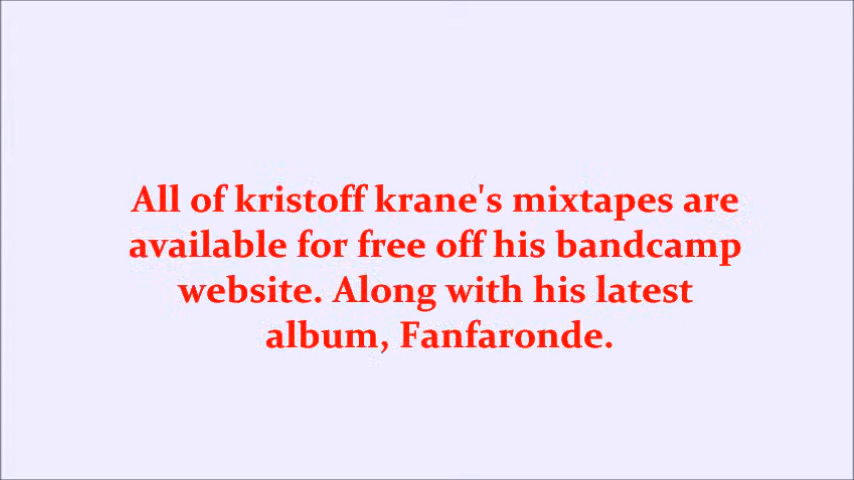 All of kristoff krane's mixtapes are
available for free off his bandcamp
website. Along with his latest
album, Fanfaronde.